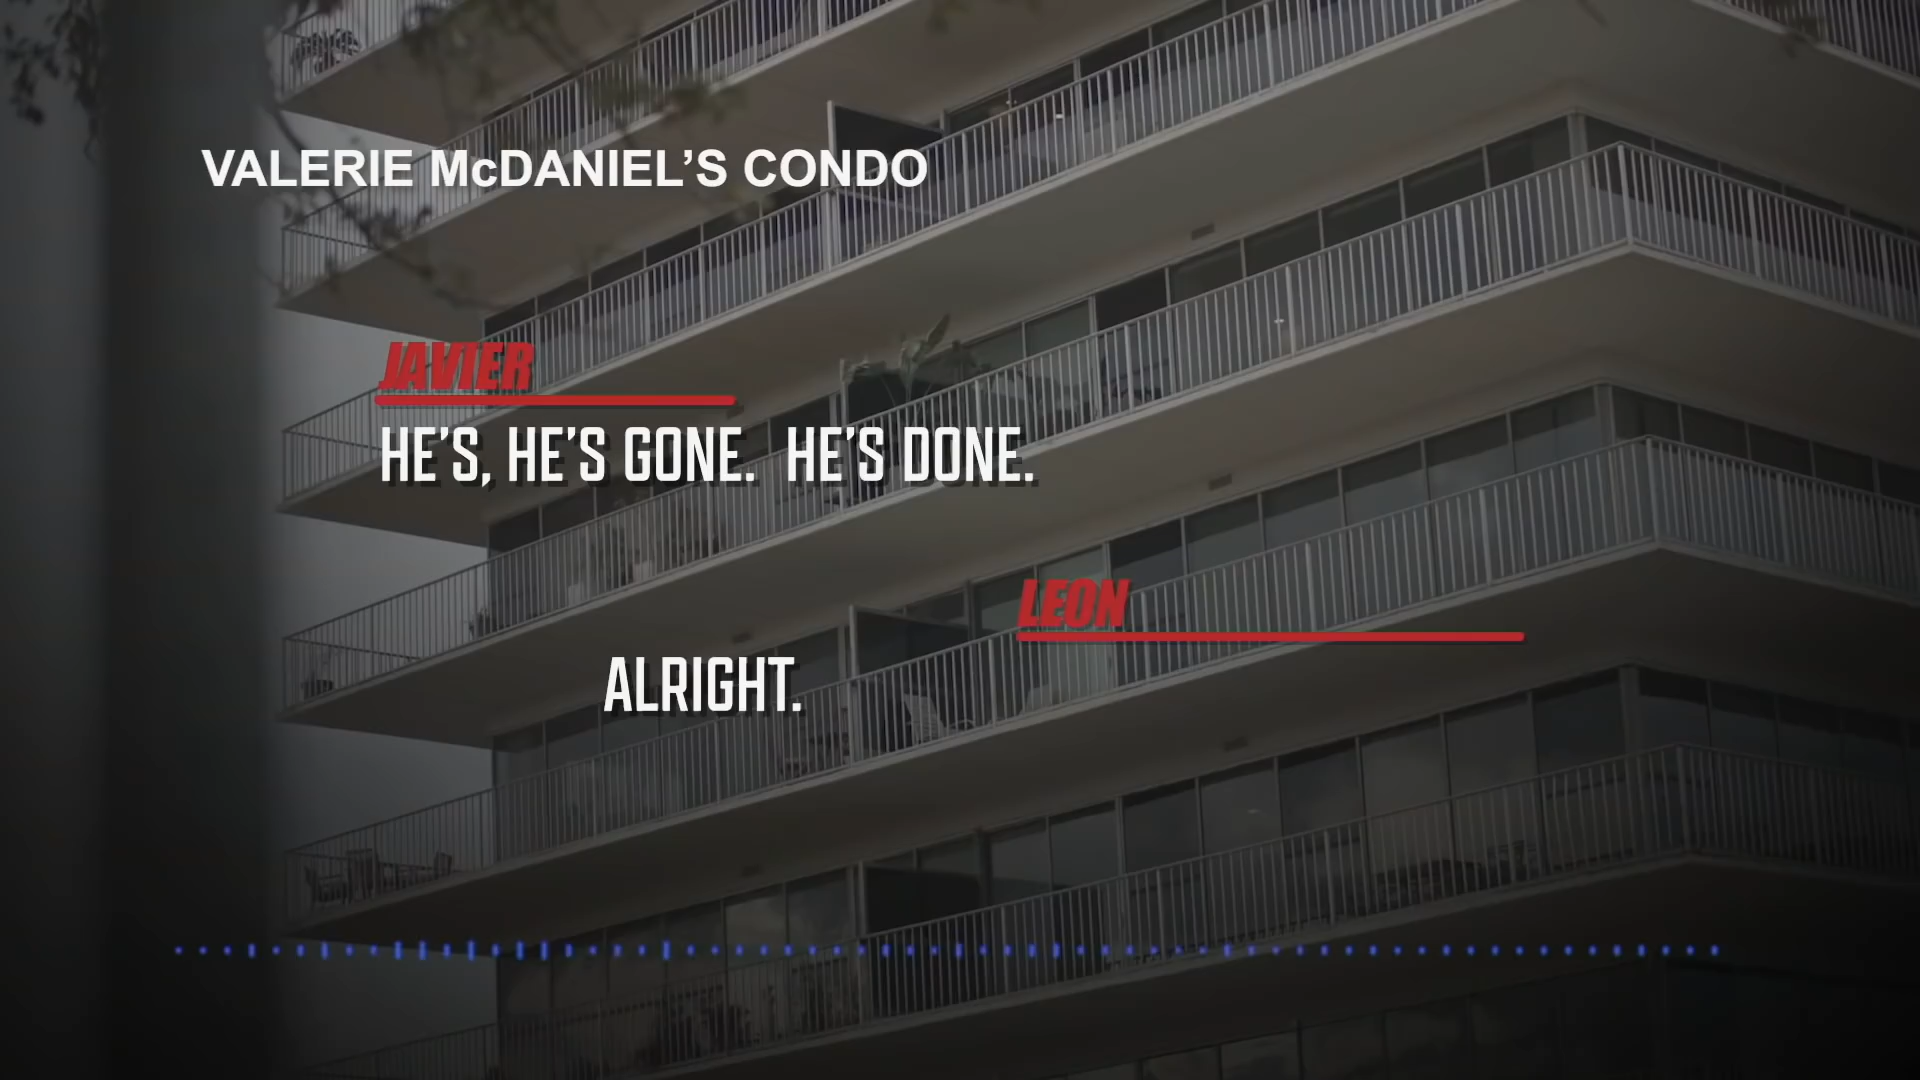 VALERIE McDANIEL’S CONDO
JAVIER
HE’S, HE’S GONE. HE’S DONE.
LEON
ALRIGHT.